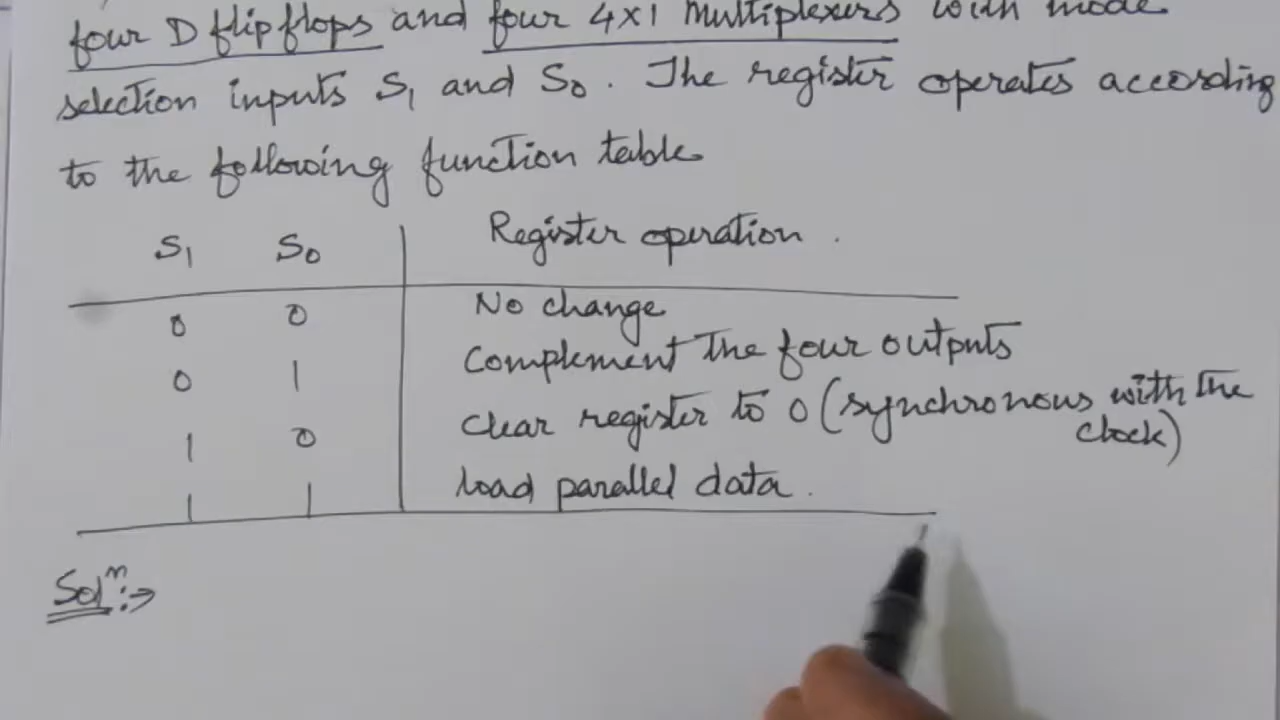 four D flipflops and four 4x1 Multiplexers with mode
selection inputs S1 and S0. The register operates according
to the following function table
S1 S0 Register operation.
0 0 No change
0 1 Complement the four outputs
1 0 Clear register to 0 (synchronous with the clock)
1 1 Load parallel data.
Solⁿ:→